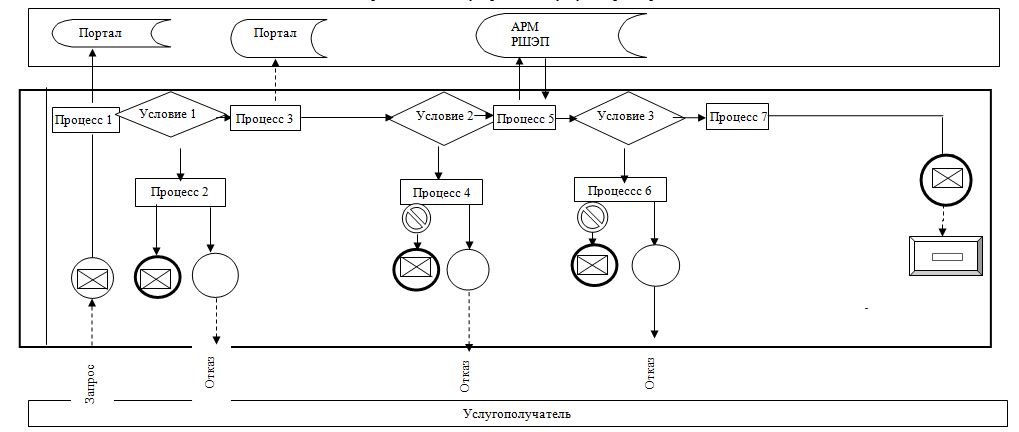 Портал
Портал
АРМ
РШЭП
Процесс 1
Условие 1
Процесс 3
Условие 2
Процесс 5
Условие 3
Процесс 7
Процесс 2
Процесс 4
Процессс 6
Запрос
Отказ
Отказ
Отказ
Услугополучатель